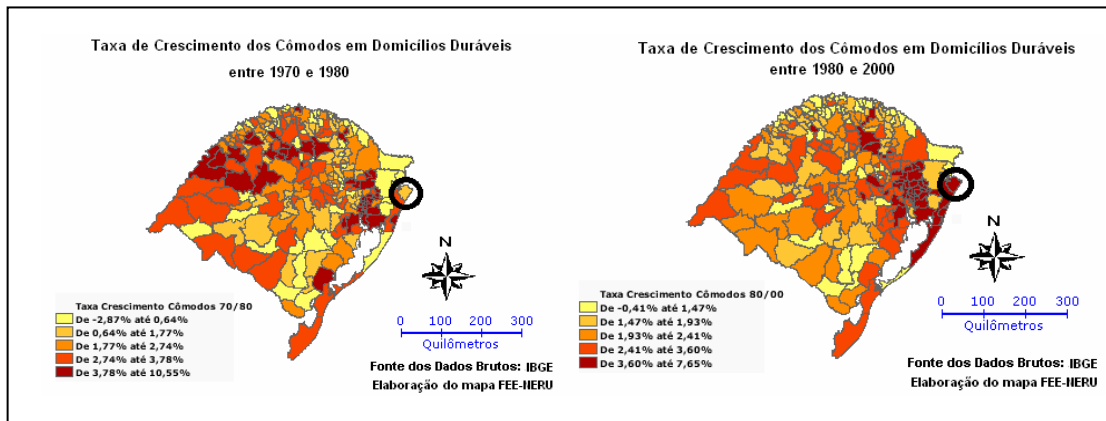 Taxa de Crescimento dos Cômodos em Domicílios Duráveis
entre 1970 e 1980
N
Taxa Crescimento Cômodos 70/80
De -2,87% até 0,64%
De 0,64% até 1,77%
De 1,77% até 2,74%
De 2,74% até 3,78%
De 3,78% até 10,55%
0 100 200 300
Quilômetros
Fonte dos Dados Brutos: IBGE
Elaboração do mapa FEE-NERU
Taxa de Crescimento dos Cômodos em Domicílios Duráveis
entre 1980 e 2000
N
Taxa Crescimento Cômodos 80/00
De -0,41% até 1,47%
De 1,47% até 1,93%
De 1,93% até 2,41%
De 2,41% até 3,60%
De 3,60% até 7,65%
0 100 200 300
Quilômetros
Fonte dos Dados Brutos: IBGE
Elaboração do mapa FEE-NERU